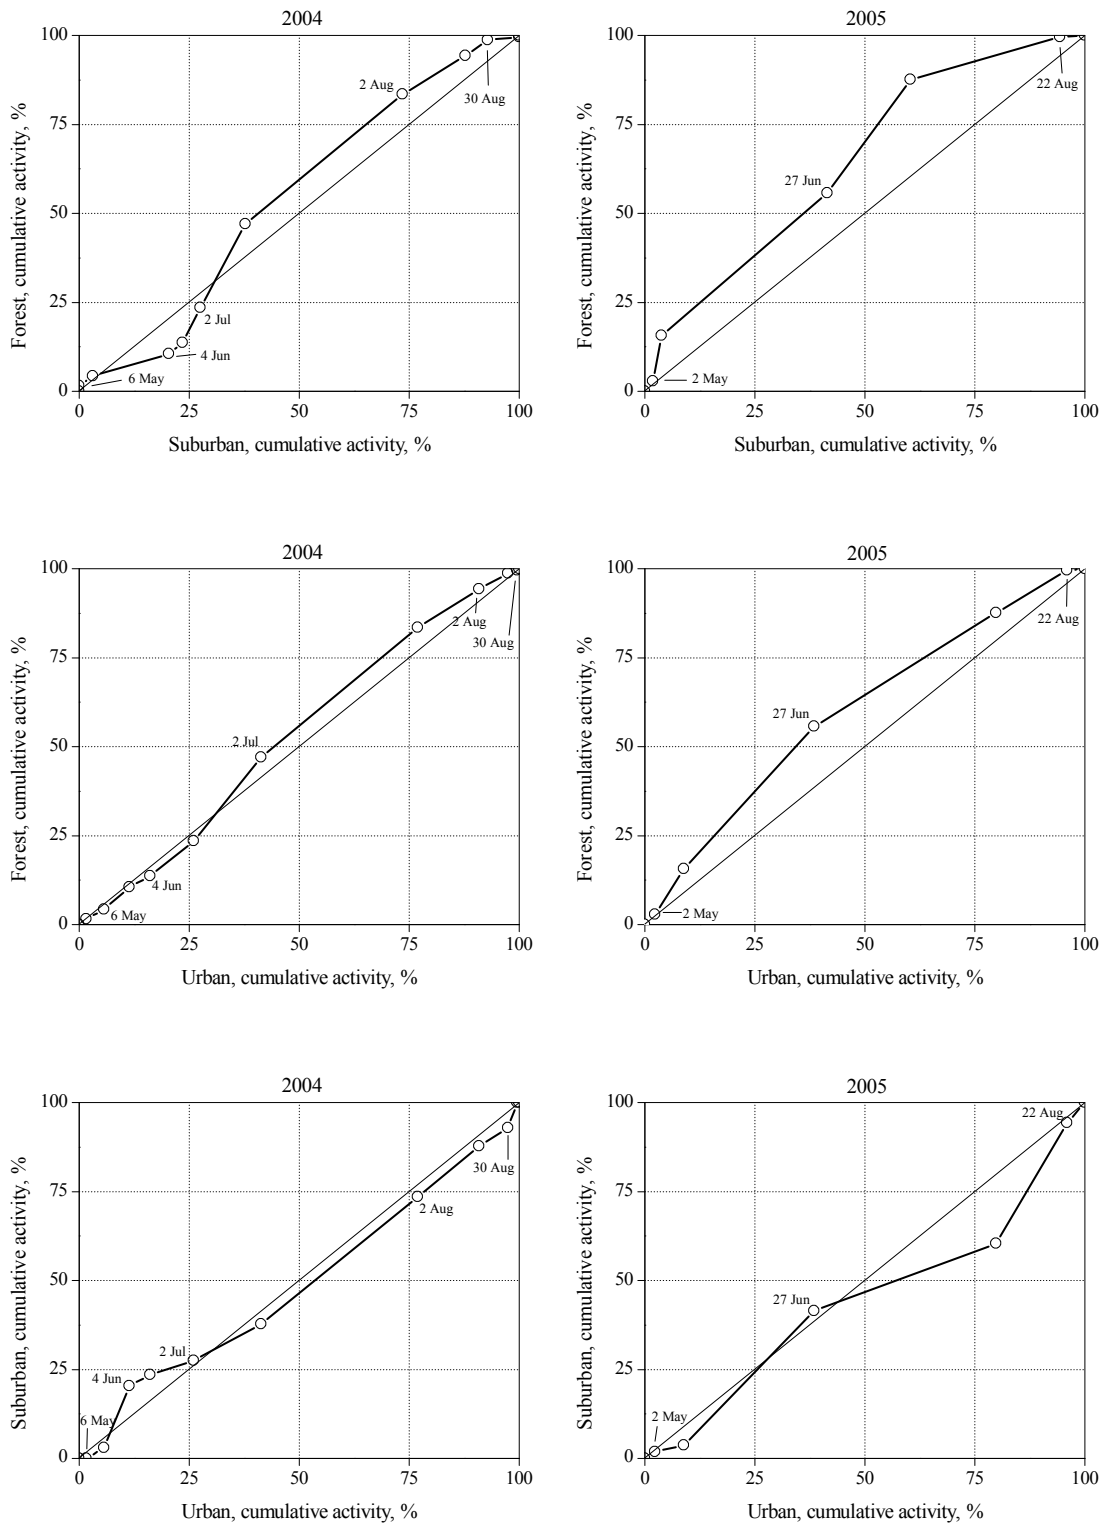 2004
100
75
50
25
0
Forest, cumulative activity, %
2 Aug
30 Aug
2 Jul
4 Jun
6 May
0 25 50 75 100
Suburban, cumulative activity, %
2005
100
75
50
25
0
Forest, cumulative activity, %
22 Aug
27 Jun
2 May
0 25 50 75 100
Suburban, cumulative activity, %
2004
100
75
50
25
0
Forest, cumulative activity, %
2 Aug
30 Aug
2 Jul
4 Jun
6 May
0 25 50 75 100
Urban, cumulative activity, %
2005
100
75
50
25
0
Forest, cumulative activity, %
22 Aug
27 Jun
2 May
0 25 50 75 100
Urban, cumulative activity, %
2004
100
75
50
25
0
Suburban, cumulative activity, %
30 Aug
2 Aug
2 Jul
4 Jun
6 May
0 25 50 75 100
Urban, cumulative activity, %
2005
100
75
50
25
0
Suburban, cumulative activity, %
22 Aug
27 Jun
2 May
0 25 50 75 100
Urban, cumulative activity, %